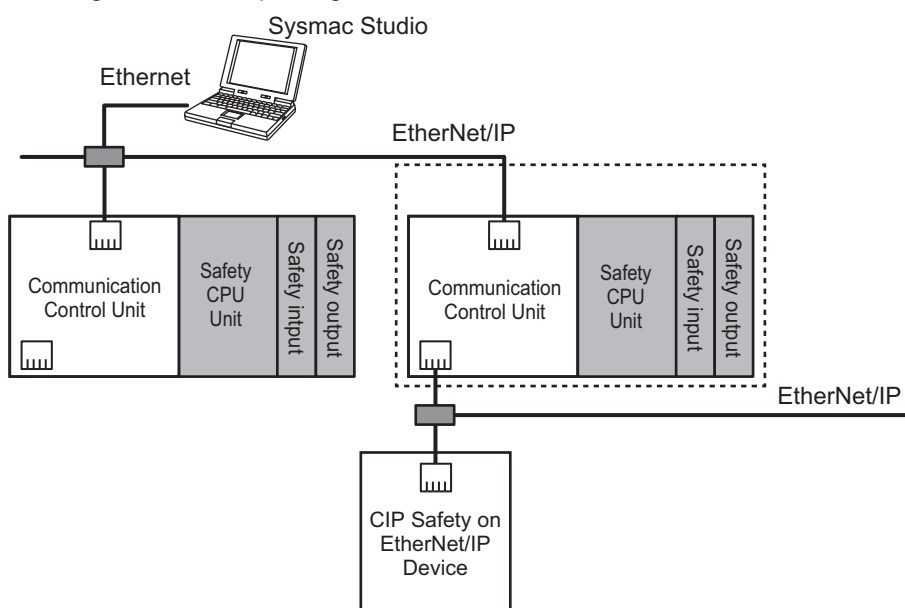 Sysmac Studio
Ethernet
EtherNet/IP
Communication
Control Unit
Safety
CPU
Unit
Safety intput
Safety output
Communication
Control Unit
Safety
CPU
Unit
Safety input
Safety output
EtherNet/IP
CIP Safety on
EtherNet/IP
Device